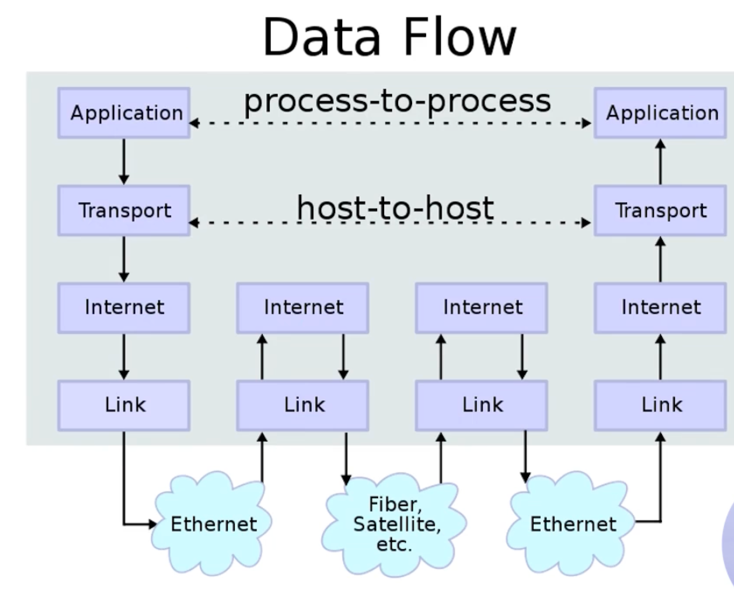 Data Flow
Application
process-to-process
Application
Transport
host-to-host
Transport
Internet
Internet
Internet
Internet
Link
Link
Link
Link
Ethernet
Fiber,
Satellite,
etc.
Ethernet